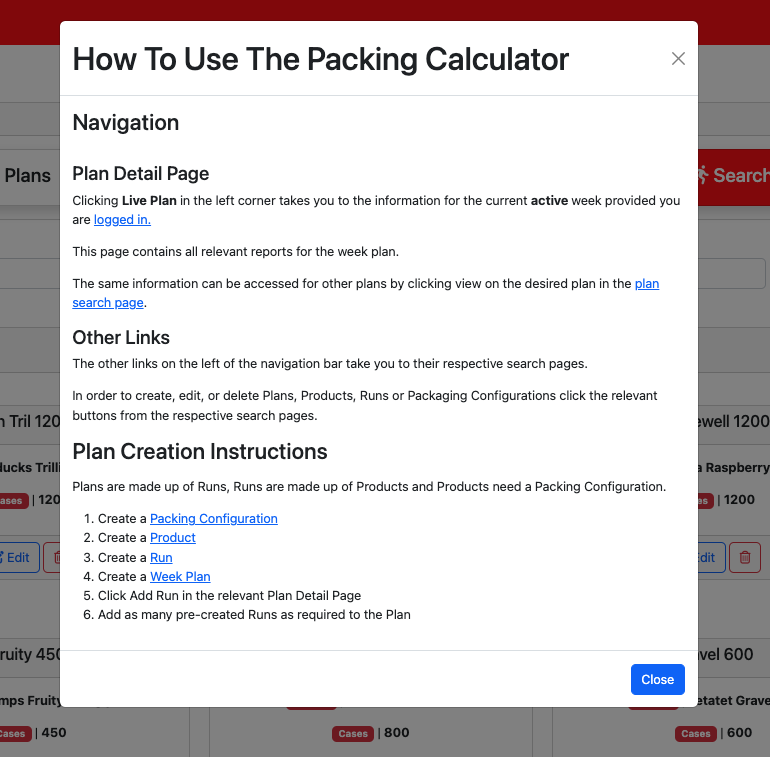 How To Use The Packing Calculator
Navigation
Plan Detail Page
Clicking Live Plan in the left corner takes you to the information for the current active week provided you
are logged in.
This page contains all relevant reports for the week plan.
The same information can be accessed for other plans by clicking view on the desired plan in the plan
search page.
Other Links
The other links on the left of the navigation bar take you to their respective search pages.
In order to create, edit, or delete Plans, Products, Runs or Packaging Configurations click the relevant
buttons from the respective search pages.
Plan Creation Instructions
Plans are made up of Runs, Runs are made up of Products and Products need a Packing Configuration.
1. Create a Packing Configuration
2. Create a Product
3. Create a Run
4. Create a Week Plan
5. Click Add Run in the relevant Plan Detail Page
6. Add as many pre-created Runs as required to the Plan
Close
Plans
Search
Tril 120
ewell 1200
ducks Trilli
a Raspberry
ases | 120
es | 1200
Edit
dit
ruity 450
vel 600
mps Fruity
etatet Grave
Cases | 450
Cases | 800
Cases | 600